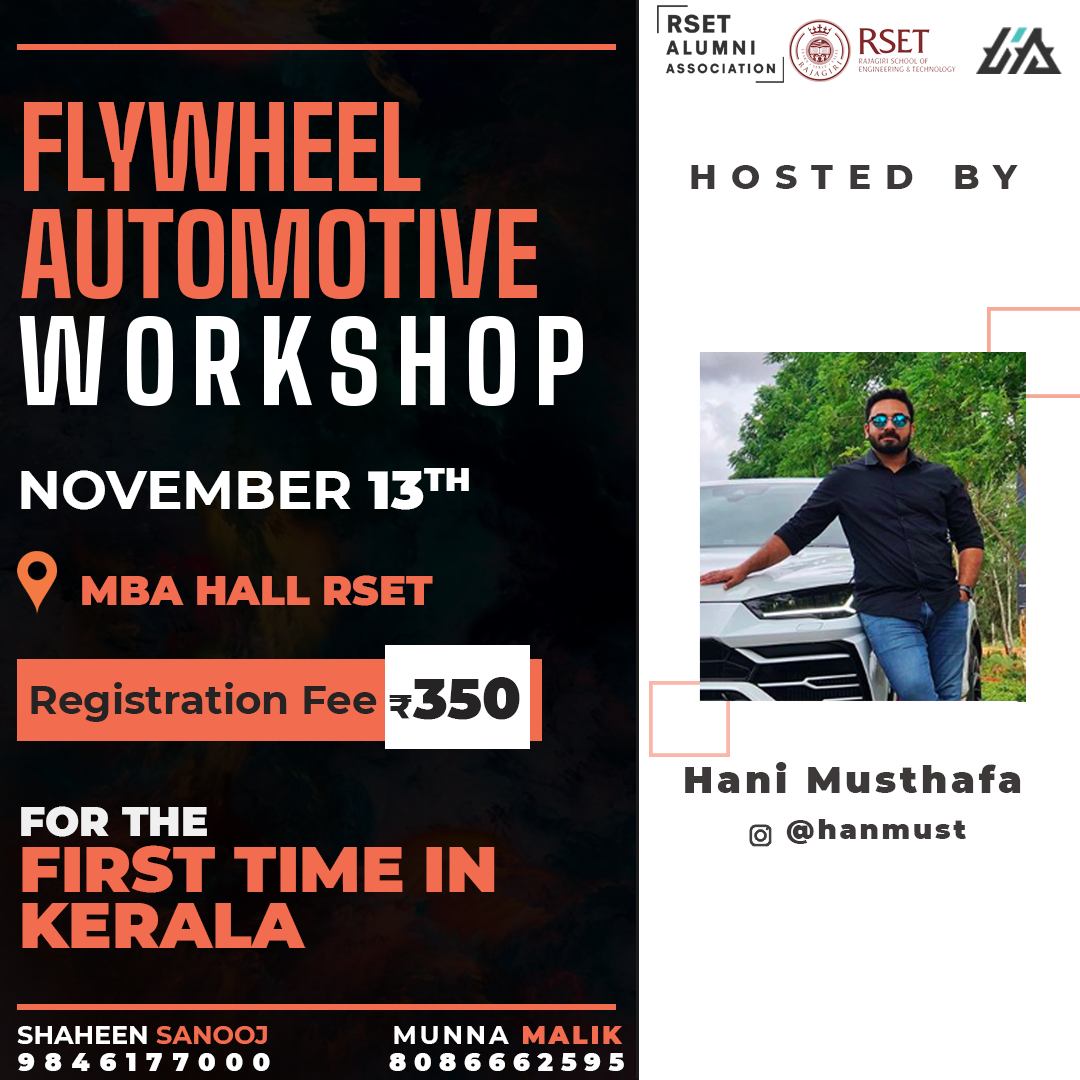 FLYWHEEL
AUTOMOTIVE
WORKSHOP
NOVEMBER 13TH
MBA HALL RSET
Registration Fee ₹350
FOR THE
FIRST TIME IN
KERALA
SHAHEEN SANOOJ
9846177000
MUNNA MALIK
8086662595
RSET
ALUMNI
ASSOCIATION
RAJAGIRI
RSET
RAJAGIRI SCHOOL OF
ENGINEERING & TECHNOLOGY
HOSTED BY
Hani Musthafa
@hanmust